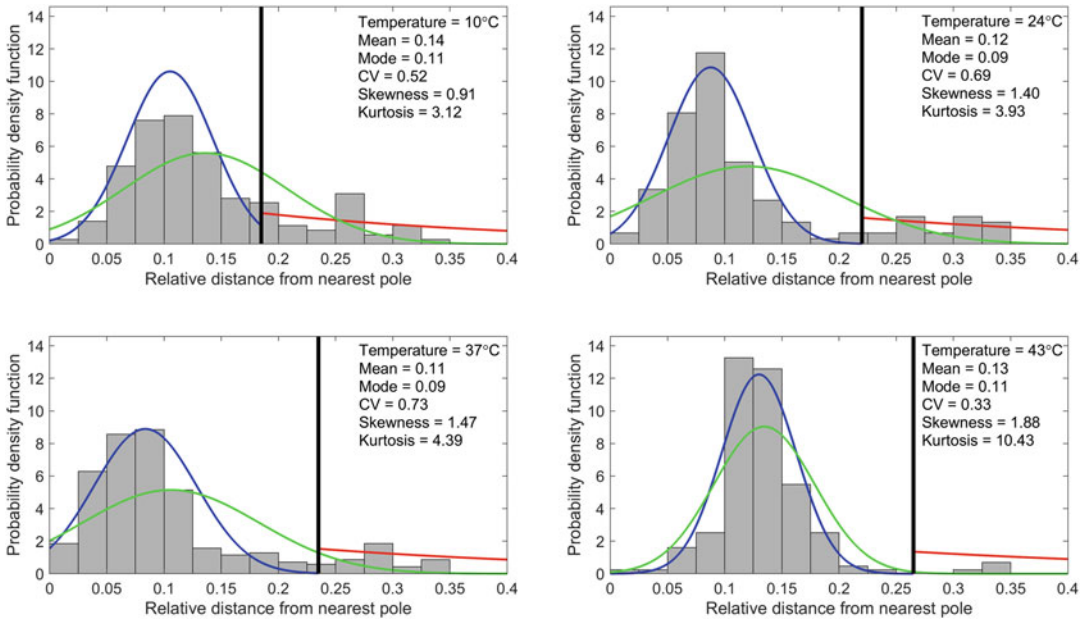 Temperature = 10°C
Mean = 0.14
Mode = 0.11
CV = 0.52
Skewness = 0.91
Kurtosis = 3.12
Probability density function
14
12
10
8
6
4
2
0
0 0.05 0.1 0.15 0.2 0.25 0.3 0.35 0.4
Relative distance from nearest pole
Temperature = 24°C
Mean = 0.12
Mode = 0.09
CV = 0.69
Skewness = 1.40
Kurtosis = 3.93
Probability density function
14
12
10
8
6
4
2
0
0 0.05 0.1 0.15 0.2 0.25 0.3 0.35 0.4
Relative distance from nearest pole
Temperature = 37°C
Mean = 0.11
Mode = 0.09
CV = 0.73
Skewness = 1.47
Kurtosis = 4.39
Probability density function
14
12
10
8
6
4
2
0
0 0.05 0.1 0.15 0.2 0.25 0.3 0.35 0.4
Relative distance from nearest pole
Temperature = 43°C
Mean = 0.13
Mode = 0.11
CV = 0.33
Skewness = 1.88
Kurtosis = 10.43
Probability density function
14
12
10
8
6
4
2
0
0 0.05 0.1 0.15 0.2 0.25 0.3 0.35 0.4
Relative distance from nearest pole